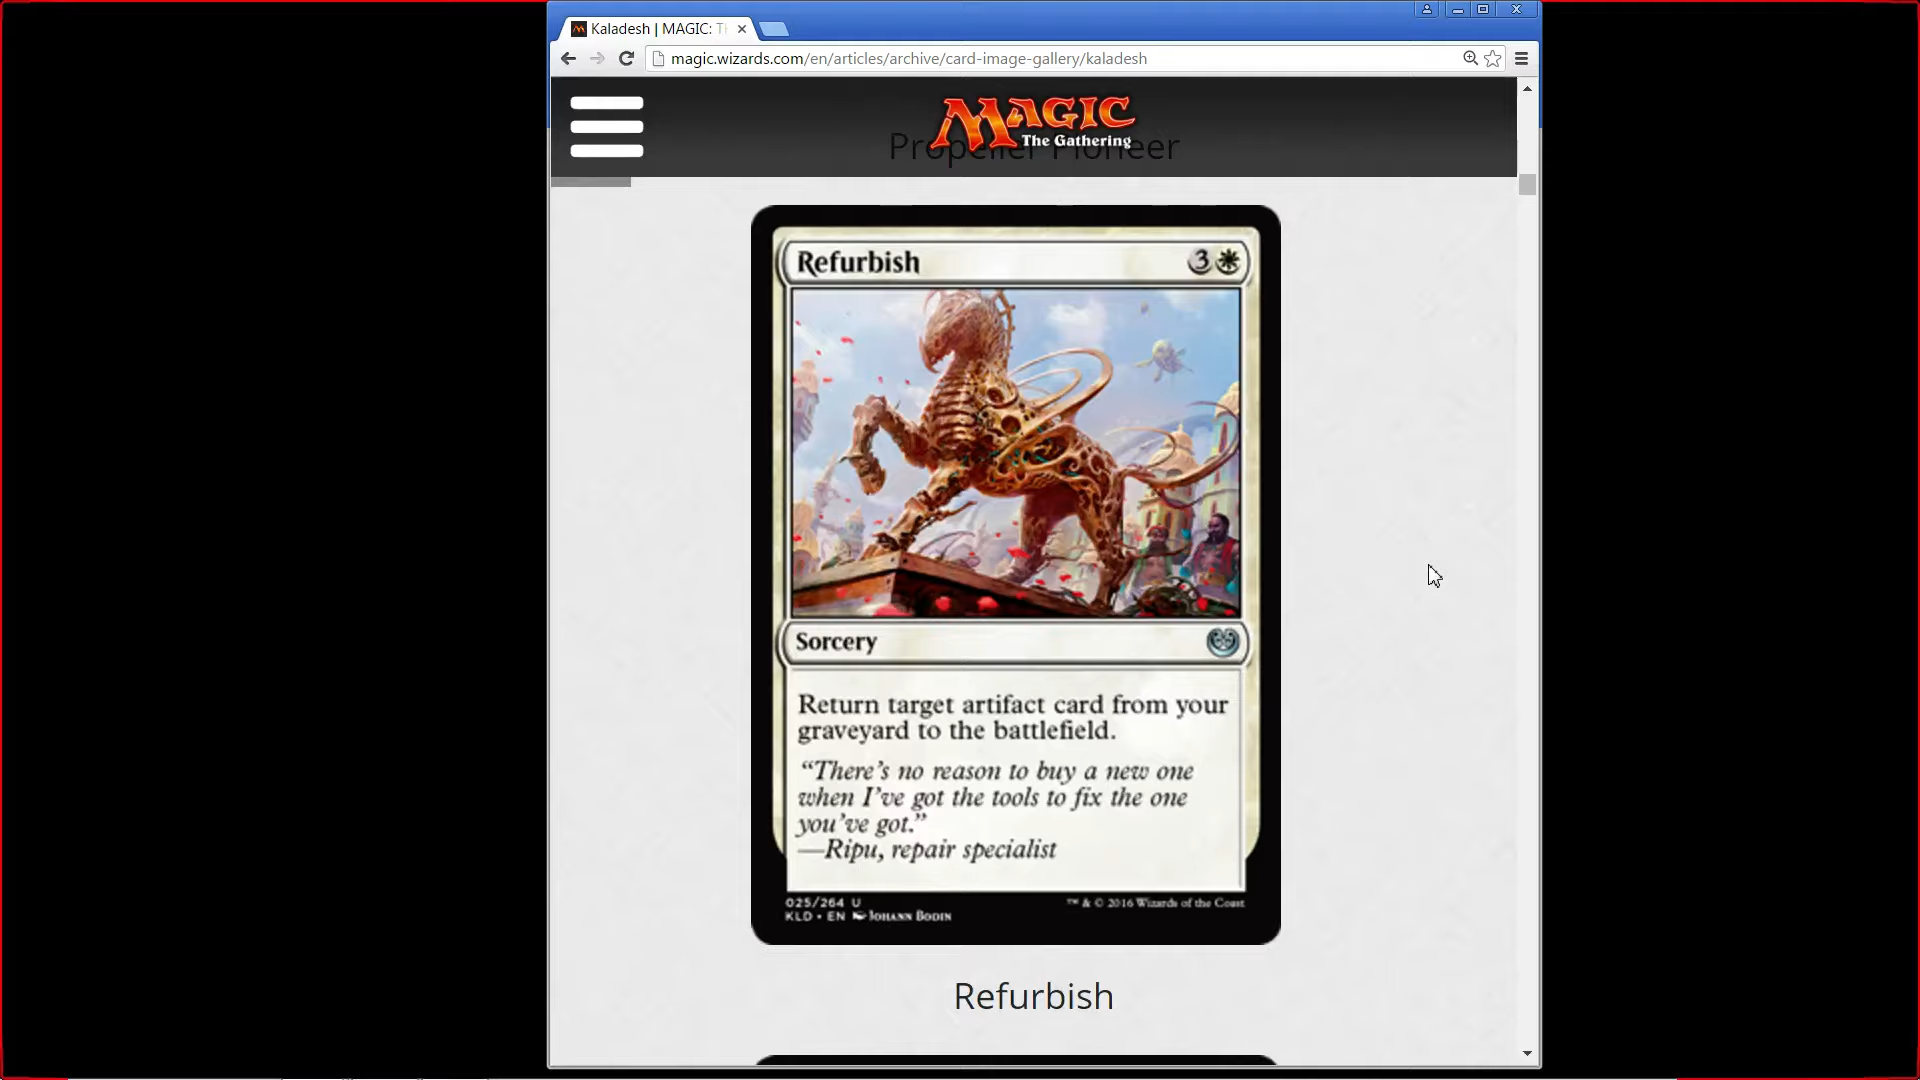 Kaladesh | MAGIC: T
magic.wizards.com/en/articles/archive/card-image-gallery/kaladesh
MAGIC
The Gathering
Propeller Pioneer
Refurbish 3
Sorcery
Return target artifact card from your
graveyard to the battlefield.
“There’s no reason to buy a new one
when I’ve got the tools to fix the one
you’ve got.”
—Ripu, repair specialist
025/264 U
KLD • EN Johann Bodin
™ & © 2016 Wizards of the Coast
Refurbish